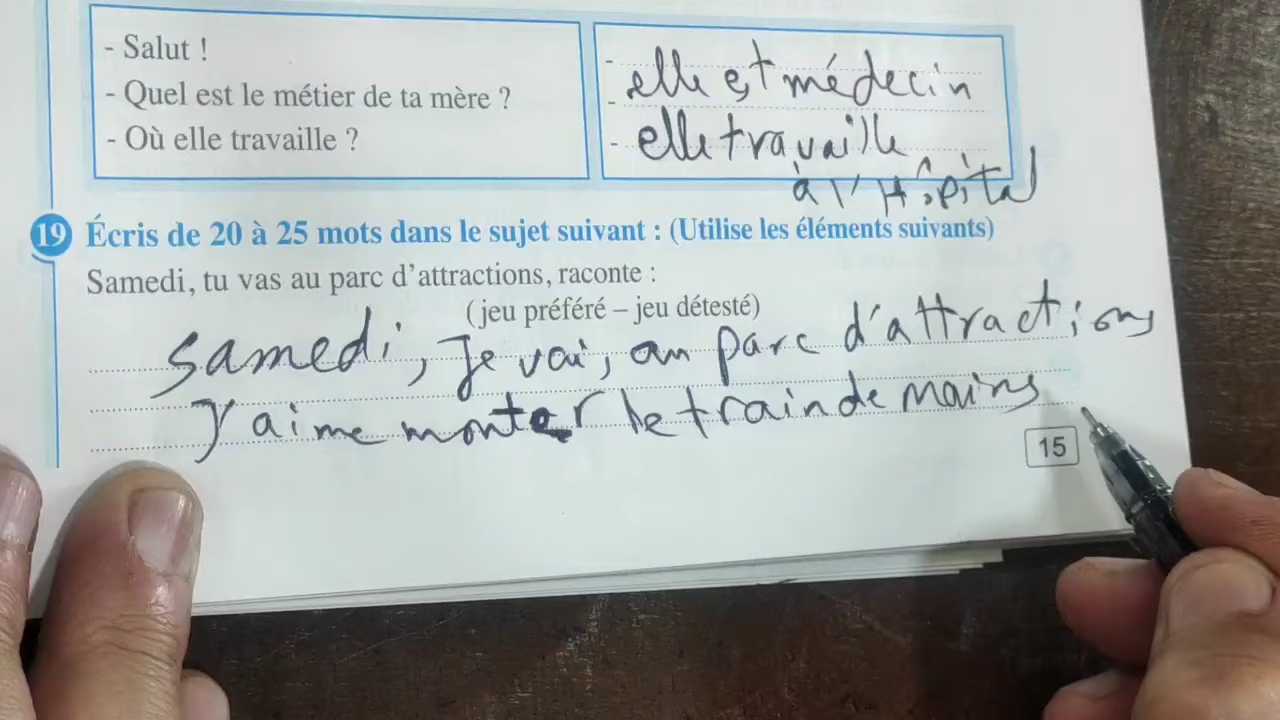 - Salut !
- Quel est le métier de ta mère ?
- Où elle travaille ?
- elle est médecin
- elle travaille
à l'Hôpital
19 Écris de 20 à 25 mots dans le sujet suivant : (Utilise les éléments suivants)
Samedi, tu vas au parc d'attractions, raconte :
(jeu préféré – jeu détesté)
samedi, Je vais au parc d'attractions
J'aime monter le train de mains
15